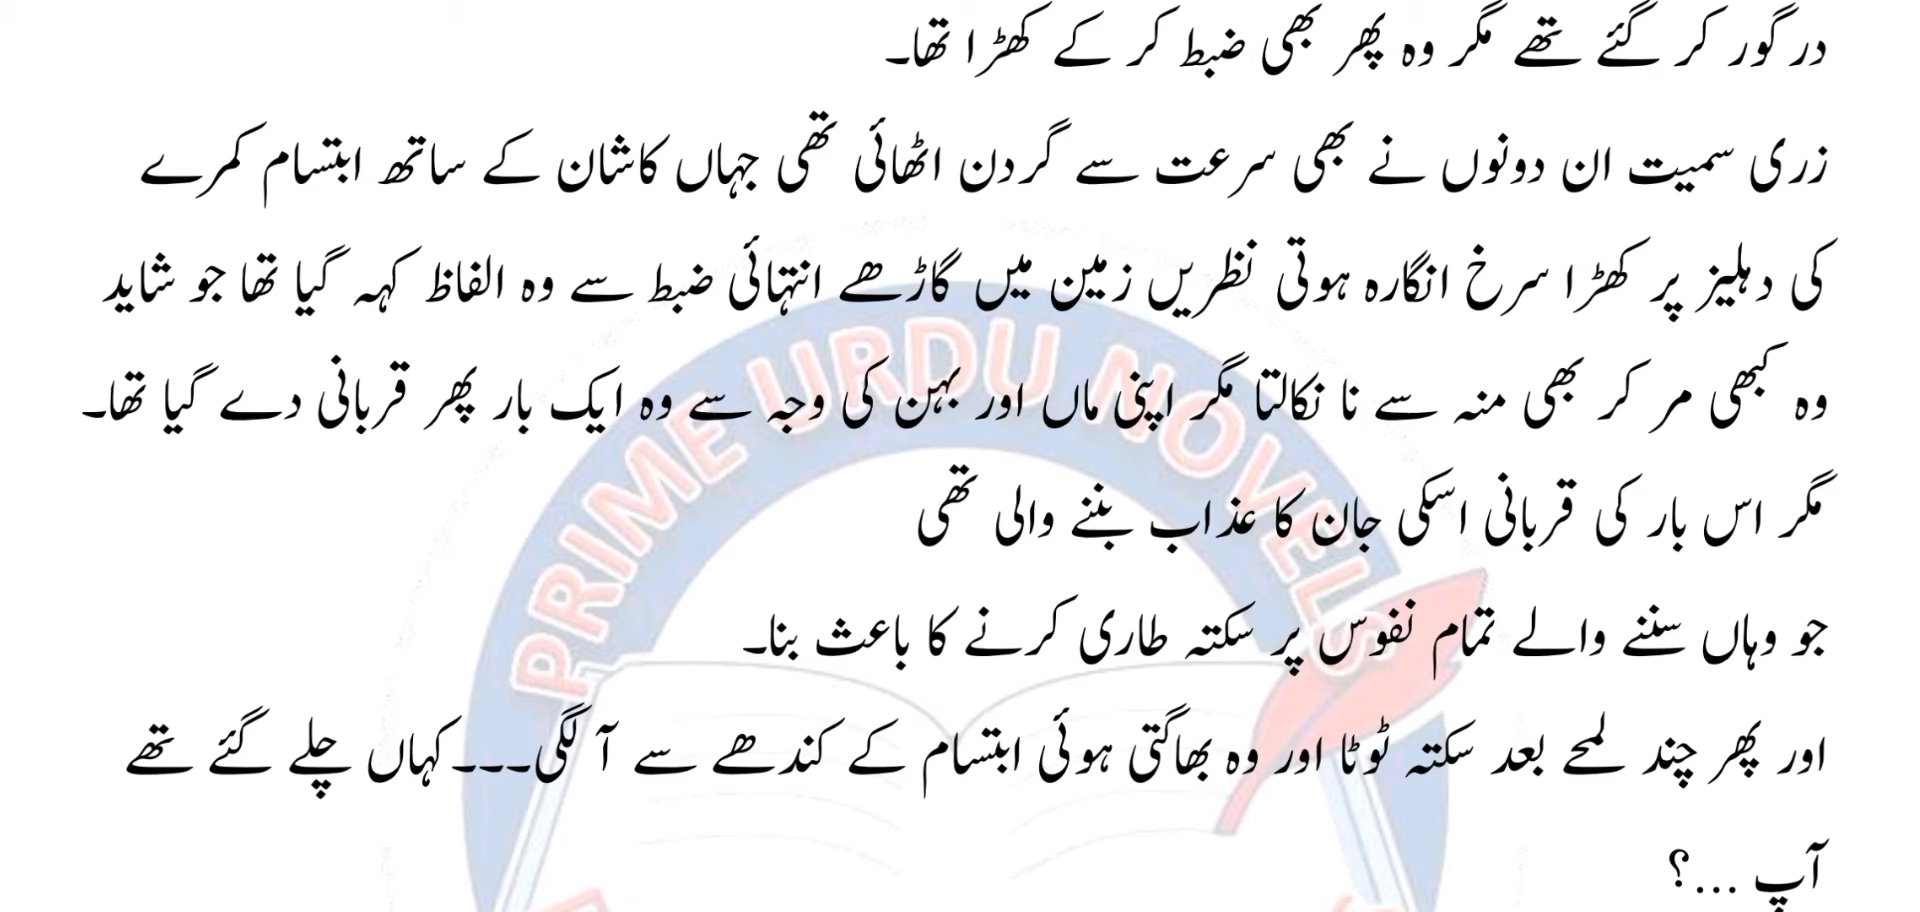 در گور کر گئے تھے مگر وہ پھر بھی ضبط کر کے کھڑا تھا۔
زری سمیت ان دونوں نے بھی سرعت سے گردن اٹھائی تھی جہاں کاشان کے ساتھ ابتسام کمرے
کی دہلیز پر کھڑا سرخ انگارہ ہوتی نظریں زمین میں گاڑھے انتہائی ضبط سے وہ الفاظ کہہ گیا تھا جو شاید
وہ کبھی مر کر بھی منہ سے نا نکالتا مگر اپنی ماں اور بہن کی وجہ سے وہ ایک بار پھر قربانی دے گیا تھا۔
مگر اس بار کی قربانی اسکی جان کا عذاب بننے والی تھی
جو وہاں سننے والے تمام نفوس پر سکتہ طاری کرنے کا باعث بنا۔
اور پھر چند لمحے بعد سکتہ ٹوٹا اور وہ بھاگتی ہوئی ابتسام کے کندھے سے آ لگی۔۔۔کہاں چلے گئے تھے
آپ ...؟
PRIME URDU NOVELS